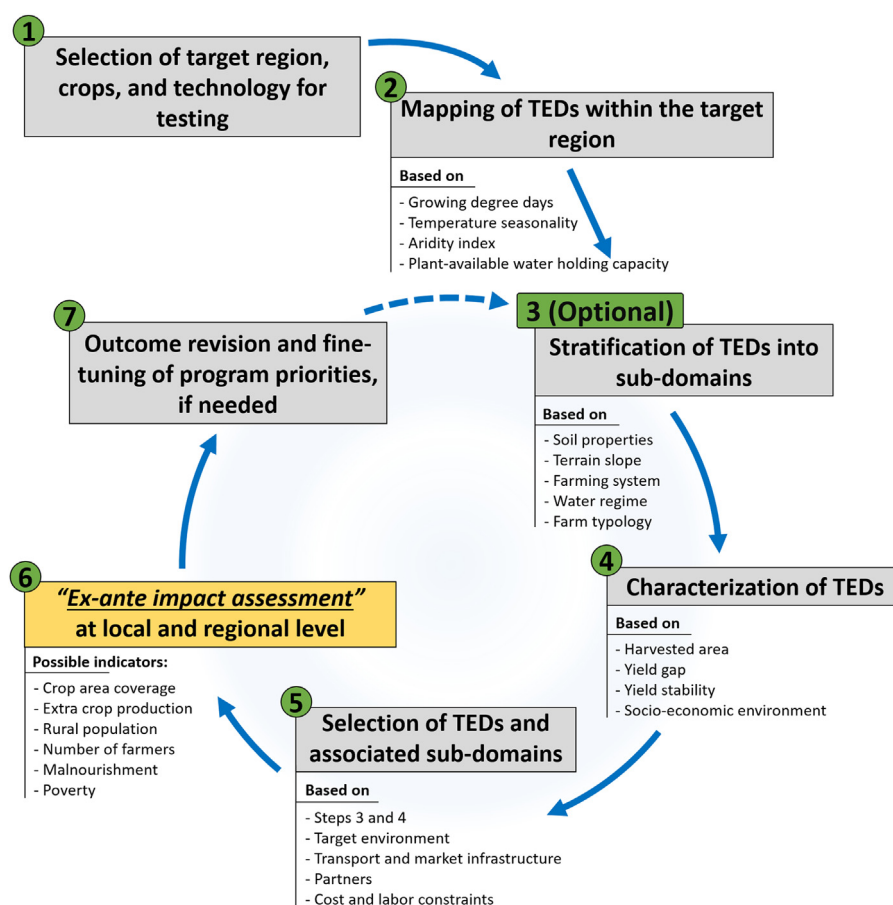 1
Selection of target region,
crops, and technology for
testing
2
Mapping of TEDs within the target
region
Based on
- Growing degree days
- Temperature seasonality
- Aridity index
- Plant-available water holding capacity
3 (Optional)
Stratification of TEDs into
sub-domains
Based on
- Soil properties
- Terrain slope
- Farming system
- Water regime
- Farm typology
4
Characterization of TEDs
Based on
- Harvested area
- Yield gap
- Yield stability
- Socio-economic environment
5
Selection of TEDs and
associated sub-domains
Based on
- Steps 3 and 4
- Target environment
- Transport and market infrastructure
- Partners
- Cost and labor constraints
6
“Ex-ante impact assessment”
at local and regional level
Possible indicators:
- Crop area coverage
- Extra crop production
- Rural population
- Number of farmers
- Malnourishment
- Poverty
7
Outcome revision and fine-
tuning of program priorities,
if needed